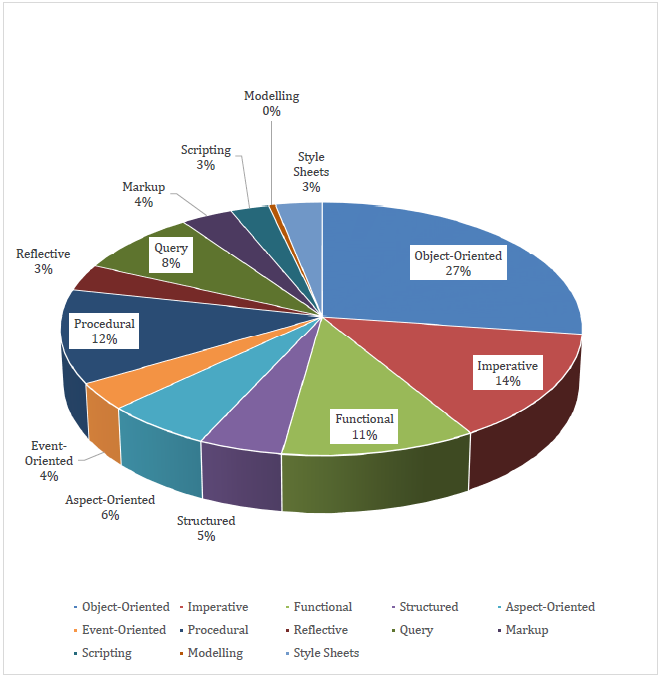 Modelling
0%
Scripting
3%
Style
Sheets
3%
Markup
4%
Query
8%
Reflective
3%
Object-Oriented
27%
Procedural
12%
Imperative
14%
Functional
11%
Event-
Oriented
4%
Aspect-Oriented
6%
Structured
5%
Object-Oriented Imperative Functional Structured Aspect-Oriented
Event-Oriented Procedural Reflective Query Markup
Scripting Modelling Style Sheets